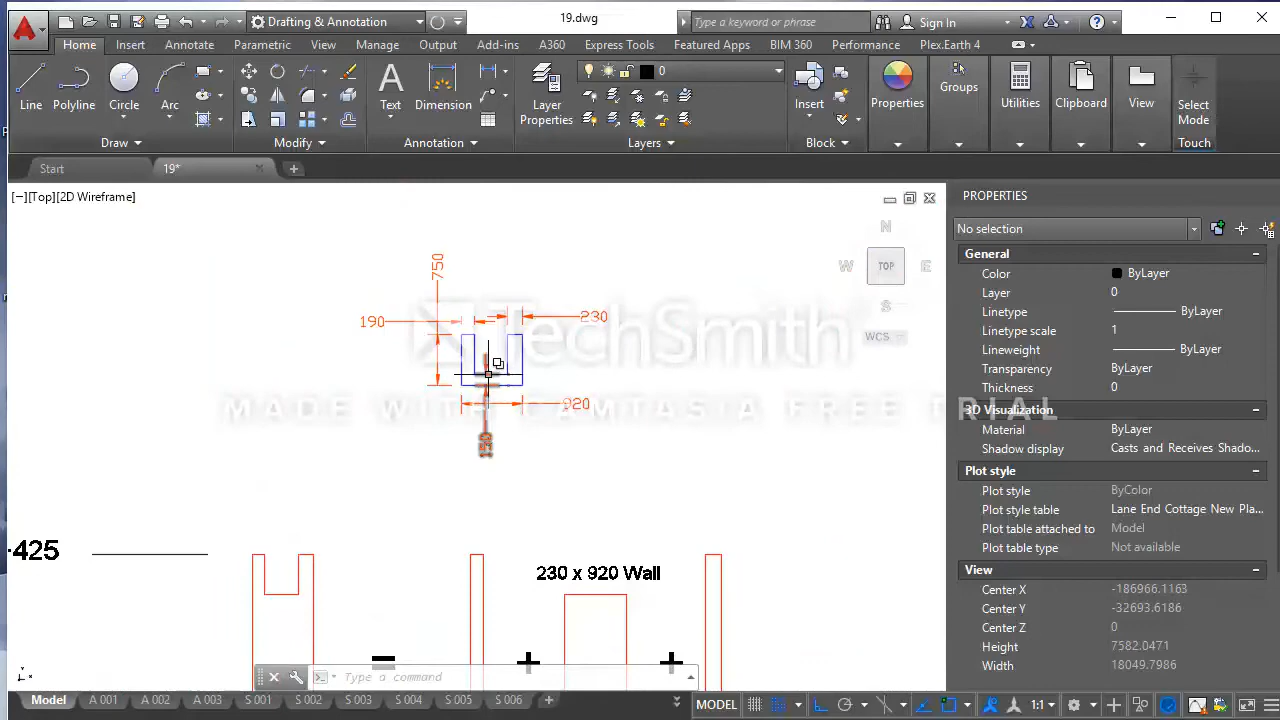 Drafting & Annotation
19.dwg
Type a keyword or phrase
Sign In
Home Insert Annotate Parametric View Manage Output Add-ins A360 Express Tools Featured Apps BIM 360 Performance Plex.Earth 4
Line Polyline Circle Arc Text Dimension Layer Properties 0 Insert Properties Groups Utilities Clipboard View Select Mode
Draw Modify Annotation Layers Block Touch
Start 19*
[−][Top][2D Wireframe]
N
W TOP E
S
WCS
750
190
230
920
150
TechSmith
MADE WITH CAMTASIA FREE TRIAL
-425
230 x 920 Wall
PROPERTIES
No selection
General
Color ByLayer
Layer 0
Linetype ByLayer
Linetype scale 1
Lineweight ByLayer
Transparency ByLayer
Thickness 0
3D Visualization
Material ByLayer
Shadow display Casts and Receives Shado...
Plot style
Plot style ByColor
Plot style table Lane End Cottage New Pla...
Plot table attached to Model
Plot table type Not available
View
Center X -186966.1163
Center Y -32693.6186
Center Z 0
Height 7582.0471
Width 18049.7986
Type a command
Model A 001 A 002 A 003 S 001 S 002 S 003 S 004 S 005 S 006
MODEL 1:1